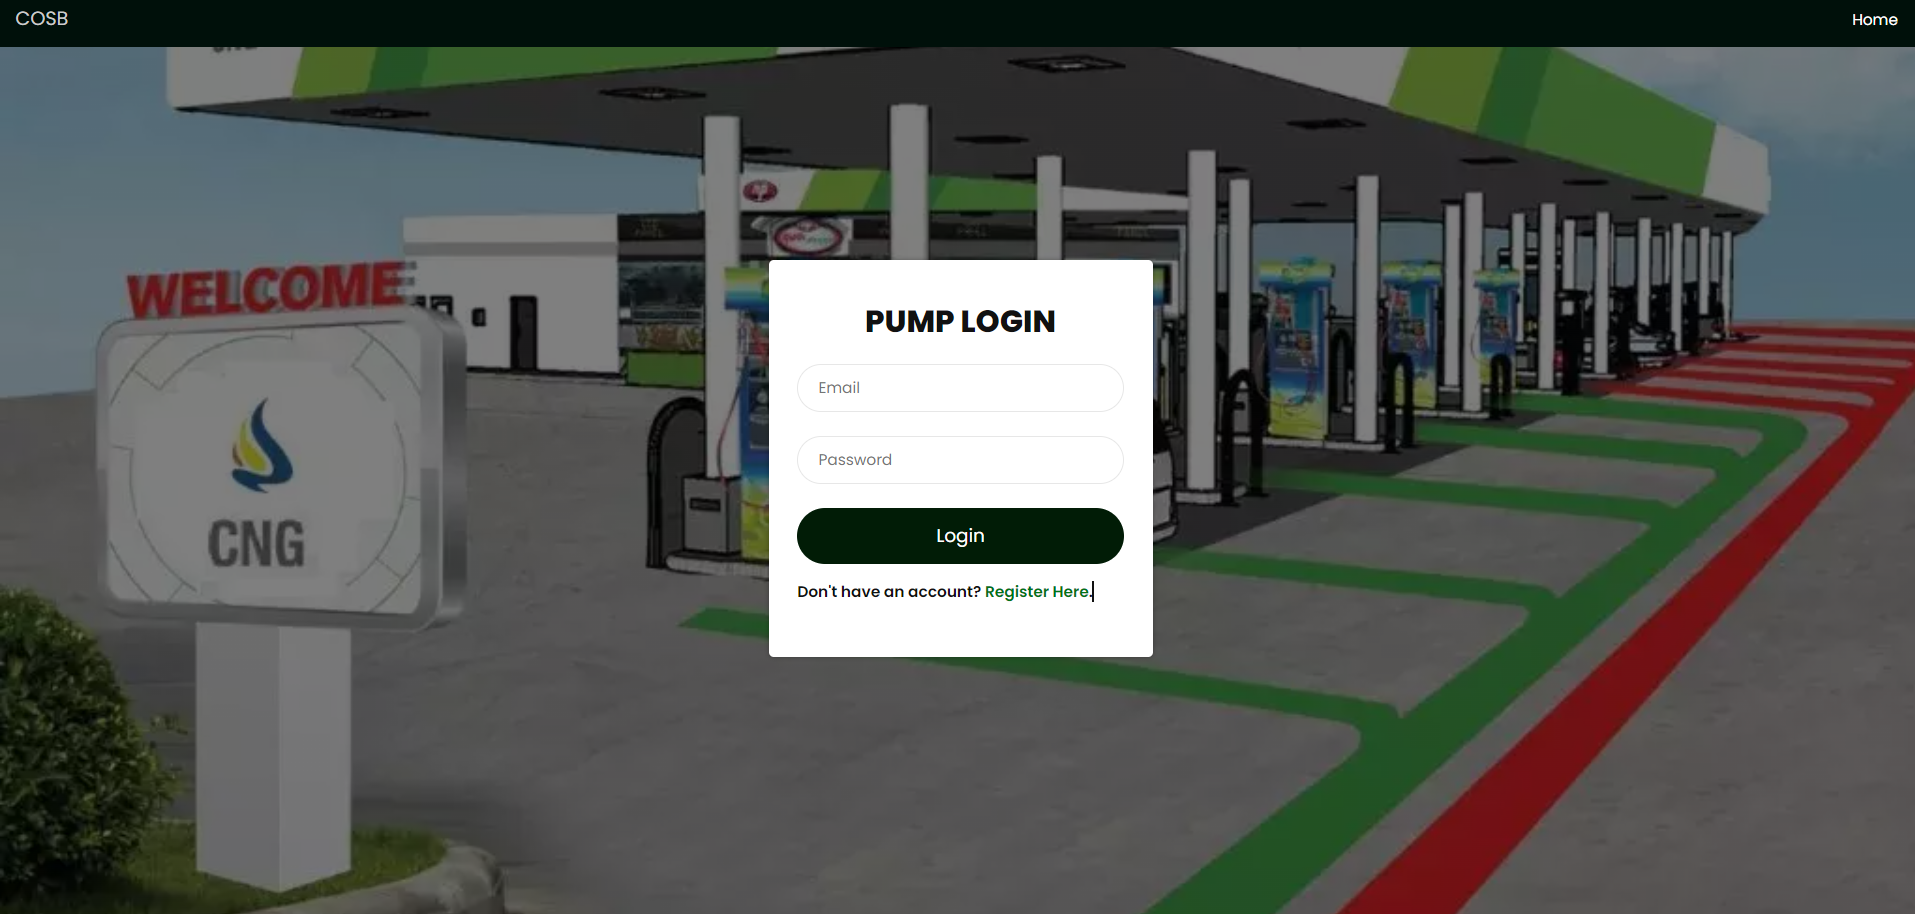 COSB
Home
WELCOME
CNG
PUMP LOGIN
Email
Password
Login
Don't have an account? Register Here.